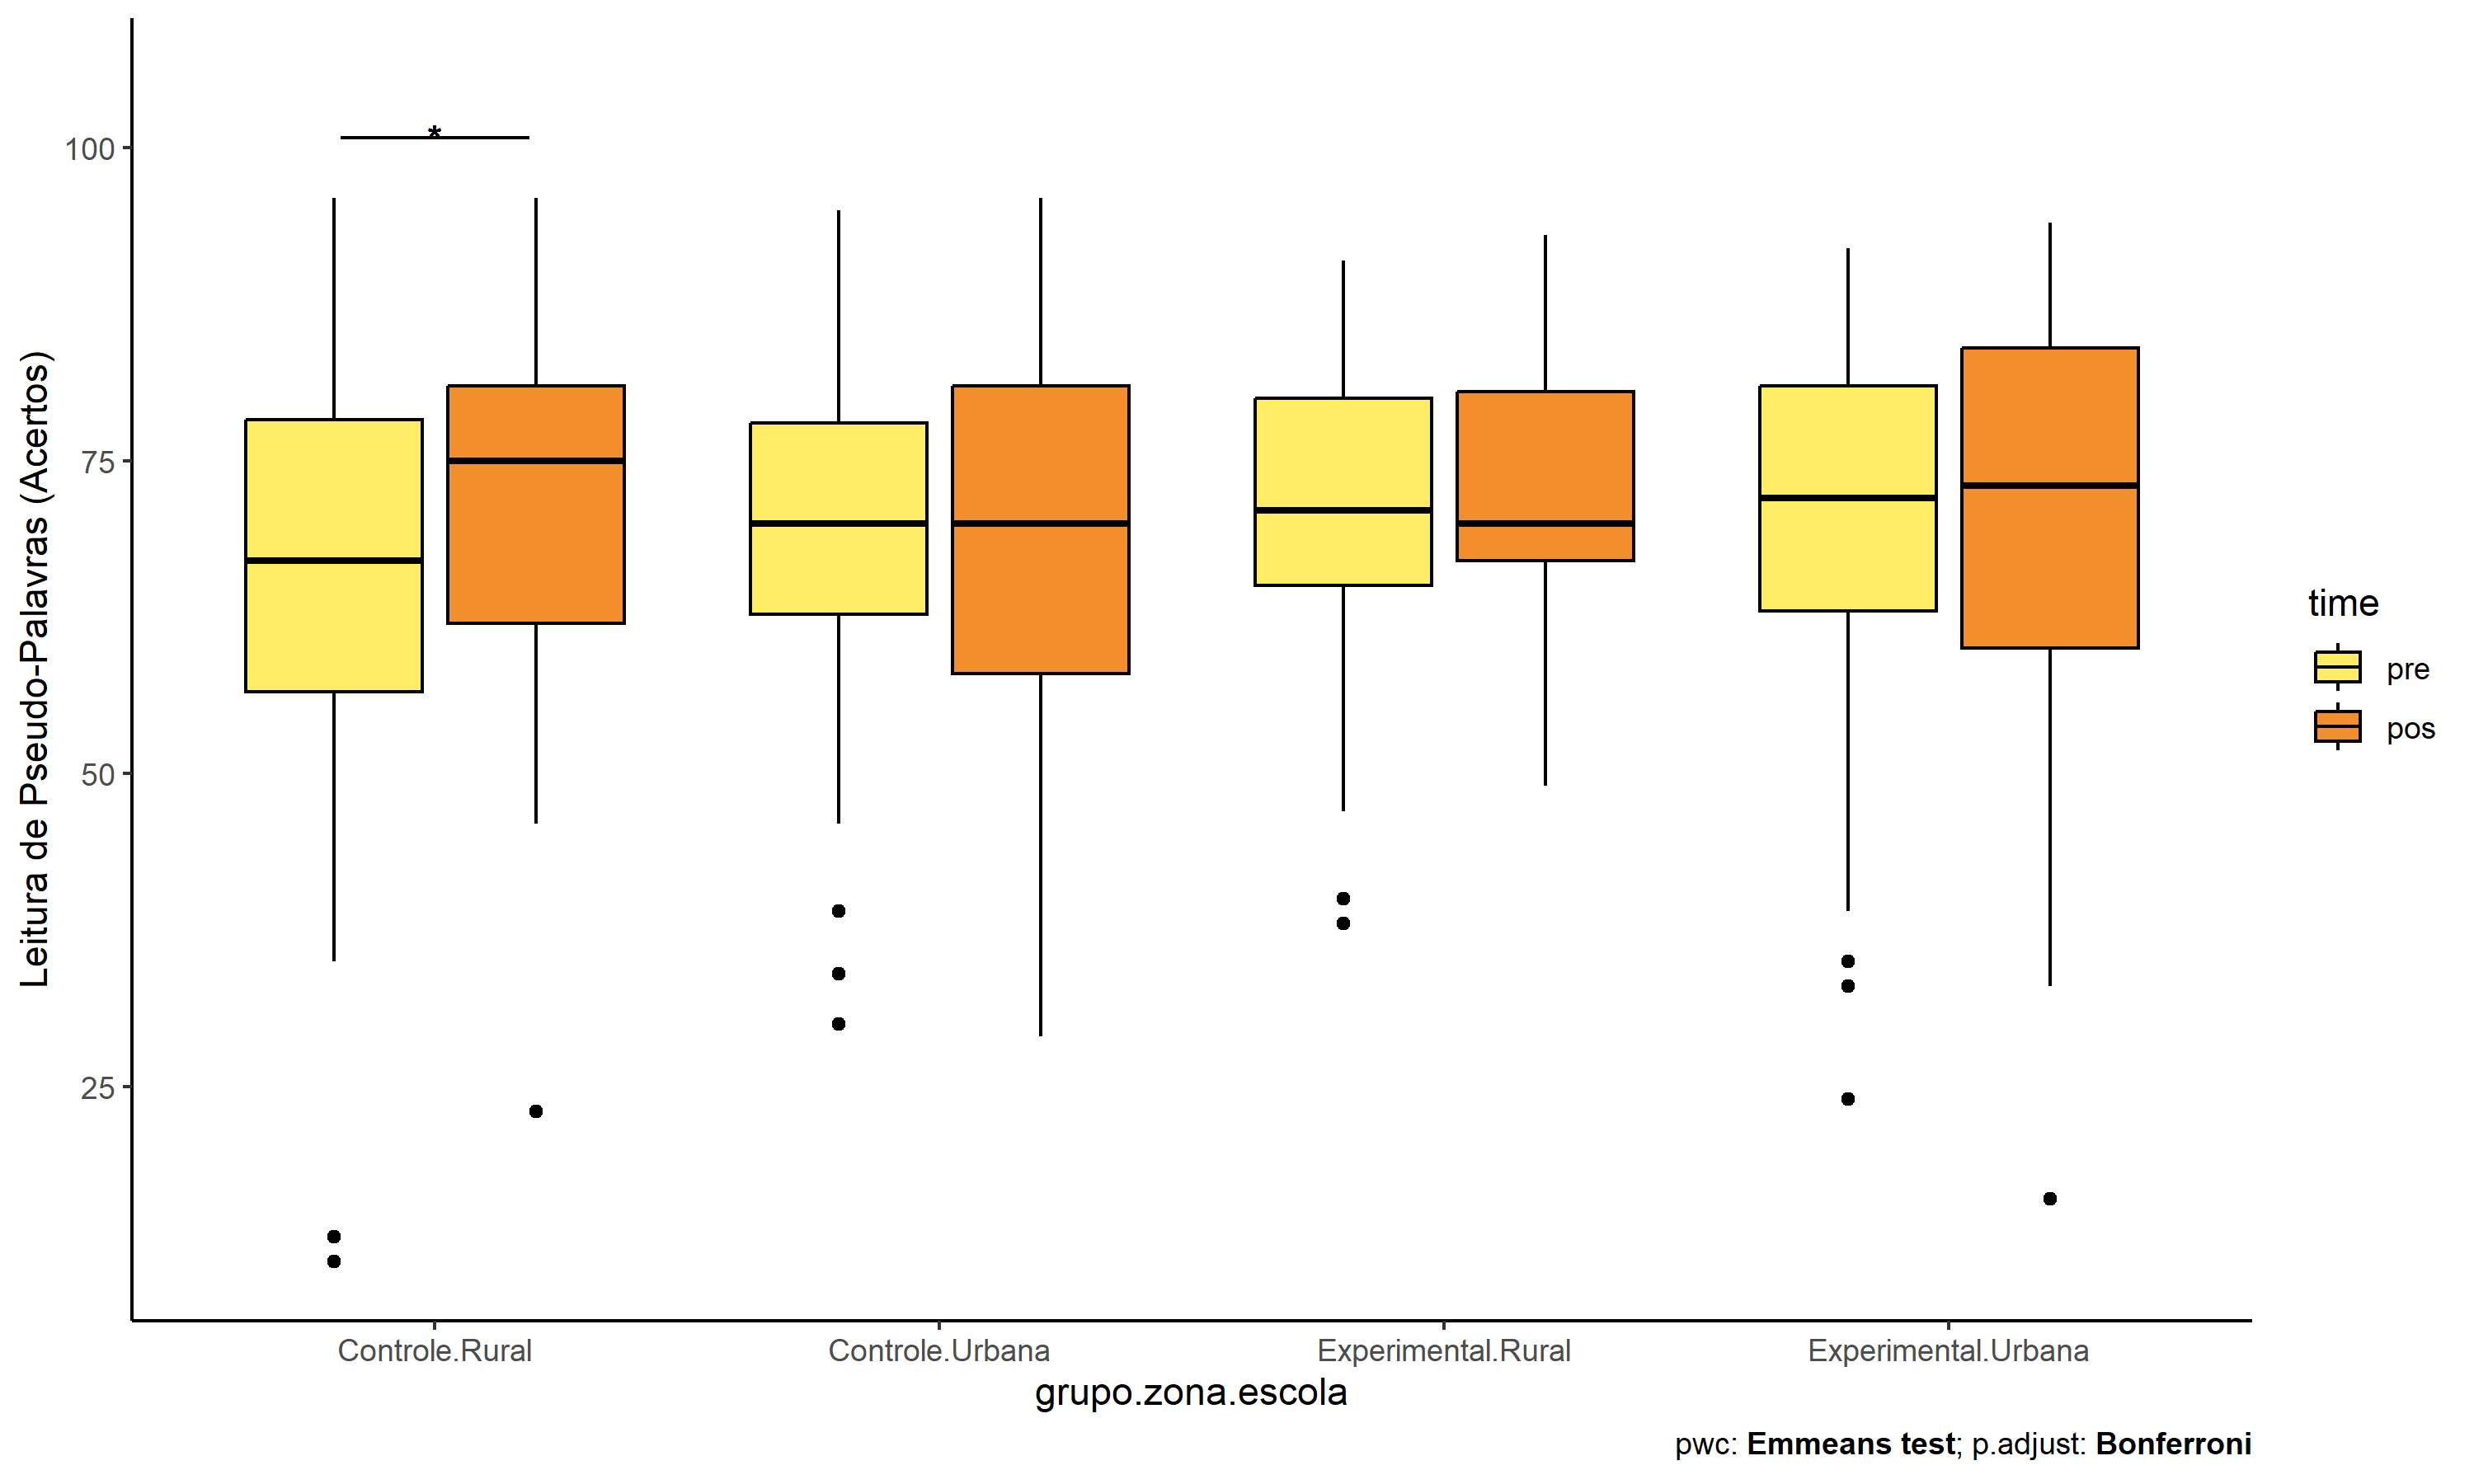 *
100
75
50
25
Leitura de Pseudo-Palavras (Acertos)
Controle.Rural
Controle.Urbana
Experimental.Rural
Experimental.Urbana
grupo.zona.escola
time
pre
pos
pwc: Emmeans test; p.adjust: Bonferroni